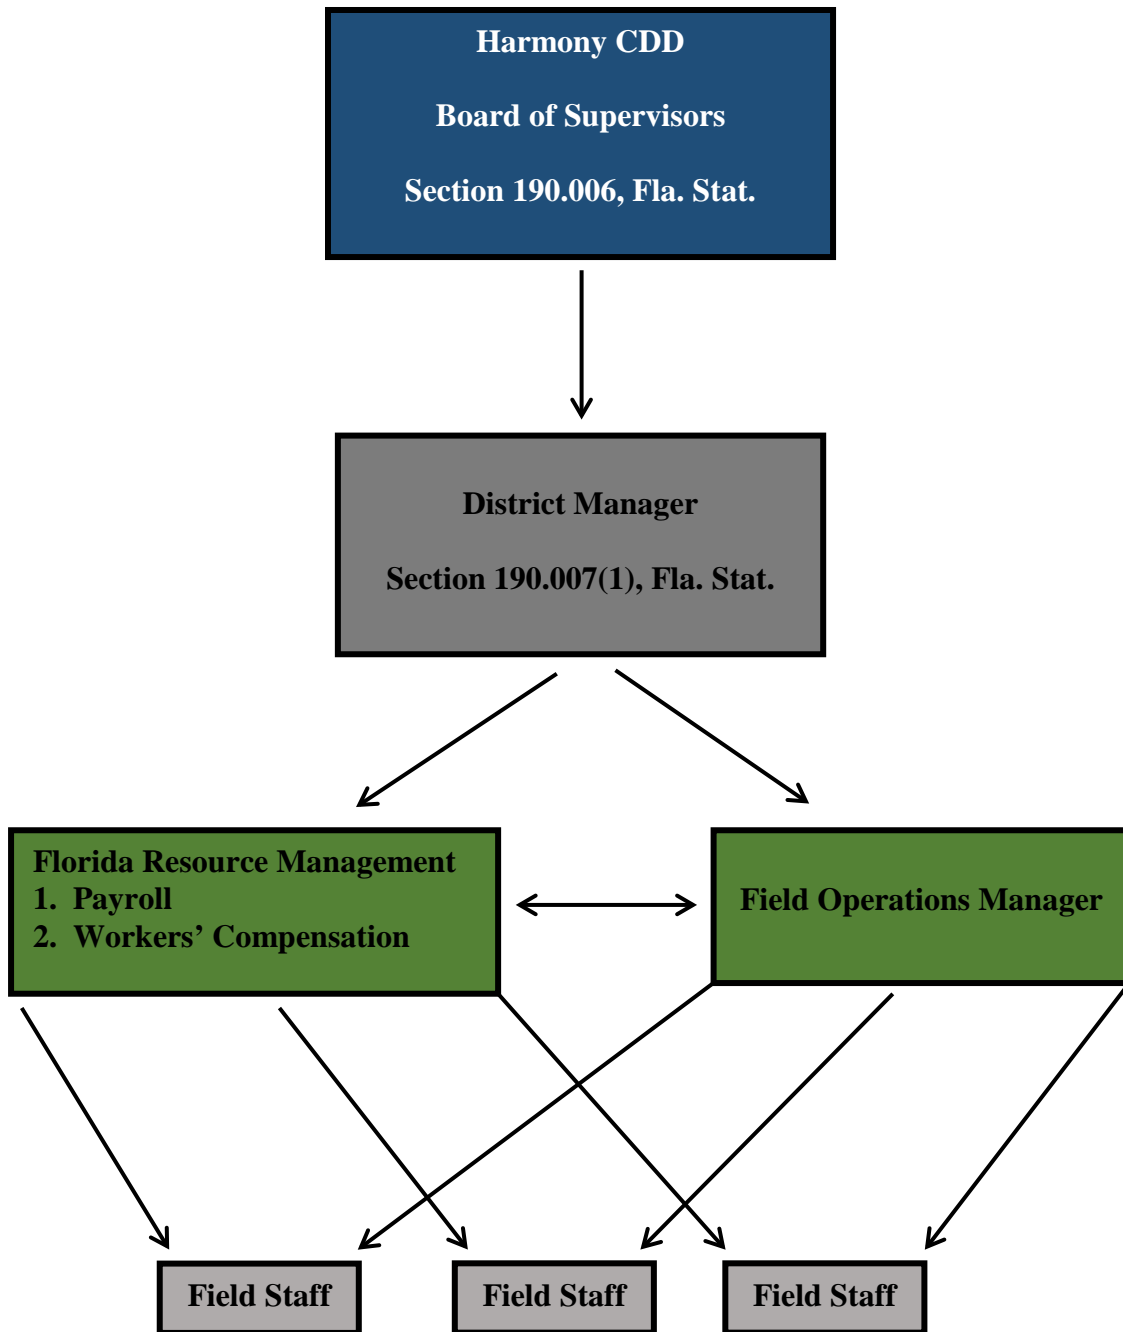 Harmony CDD
Board of Supervisors
Section 190.006, Fla. Stat.
District Manager
Section 190.007(1), Fla. Stat.
Florida Resource Management
1. Payroll
2. Workers’ Compensation
Field Operations Manager
Field Staff
Field Staff
Field Staff